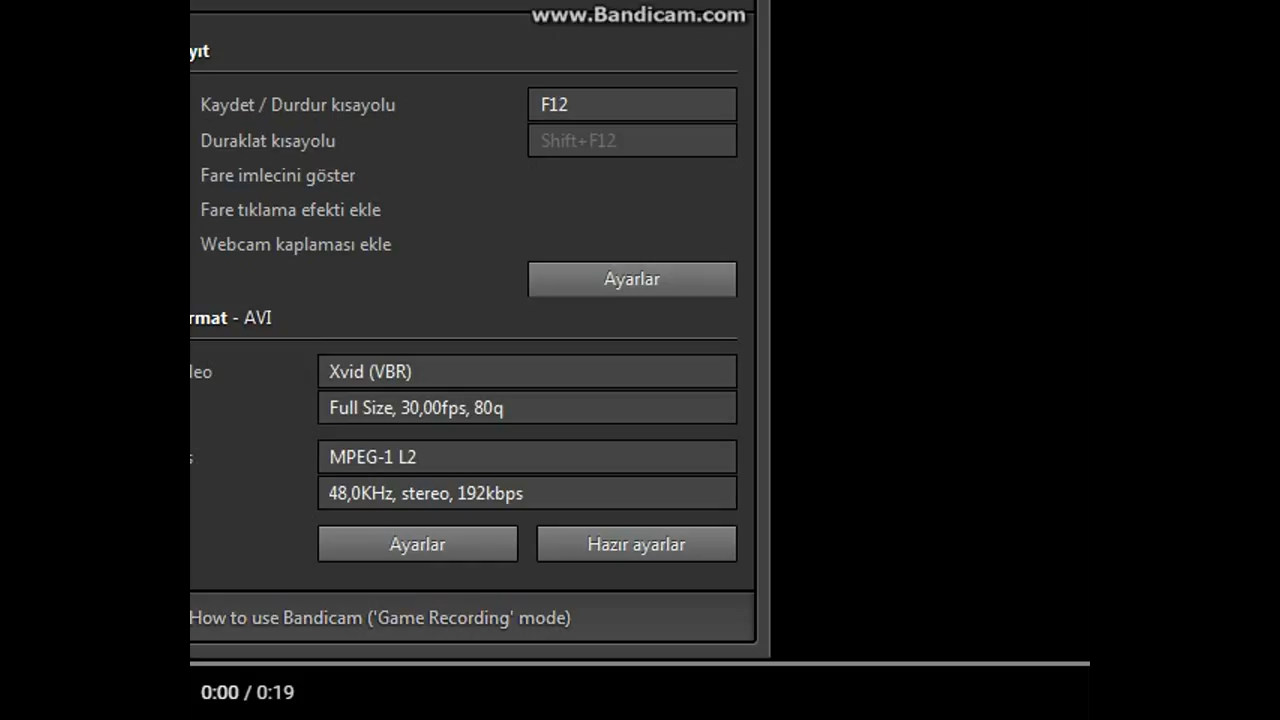 www.Bandicam.com
yıt
Kaydet / Durdur kısayolu F12
Duraklat kısayolu Shift+F12
Fare imlecini göster
Fare tıklama efekti ekle
Webcam kaplaması ekle
Ayarlar
rmat - AVI
leo Xvid (VBR)
Full Size, 30,00fps, 80q
s MPEG-1 L2
48,0KHz, stereo, 192kbps
Ayarlar Hazır ayarlar
How to use Bandicam ('Game Recording' mode)
0:00 / 0:19